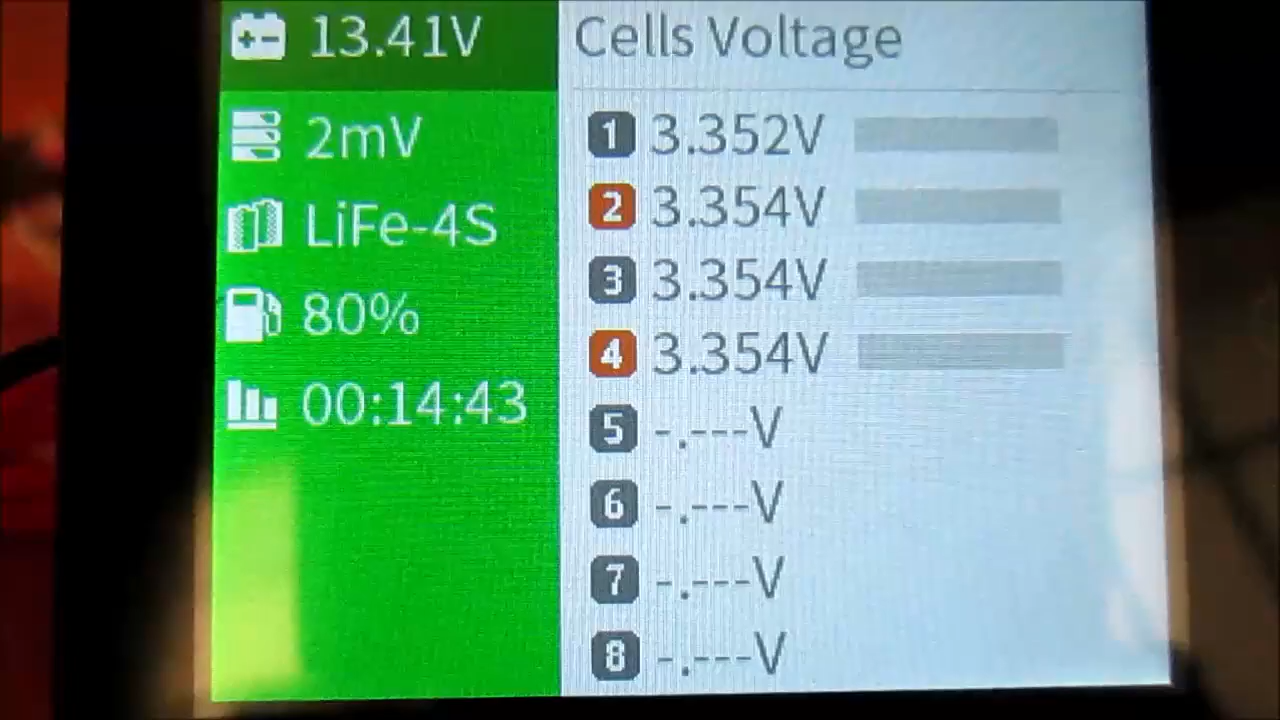 13.41V
2mV
LiFe-4S
80%
00:14:43
Cells Voltage
1 3.352V
2 3.354V
3 3.354V
4 3.354V
5 -.---V
6 -.---V
7 -.---V
8 -.---V